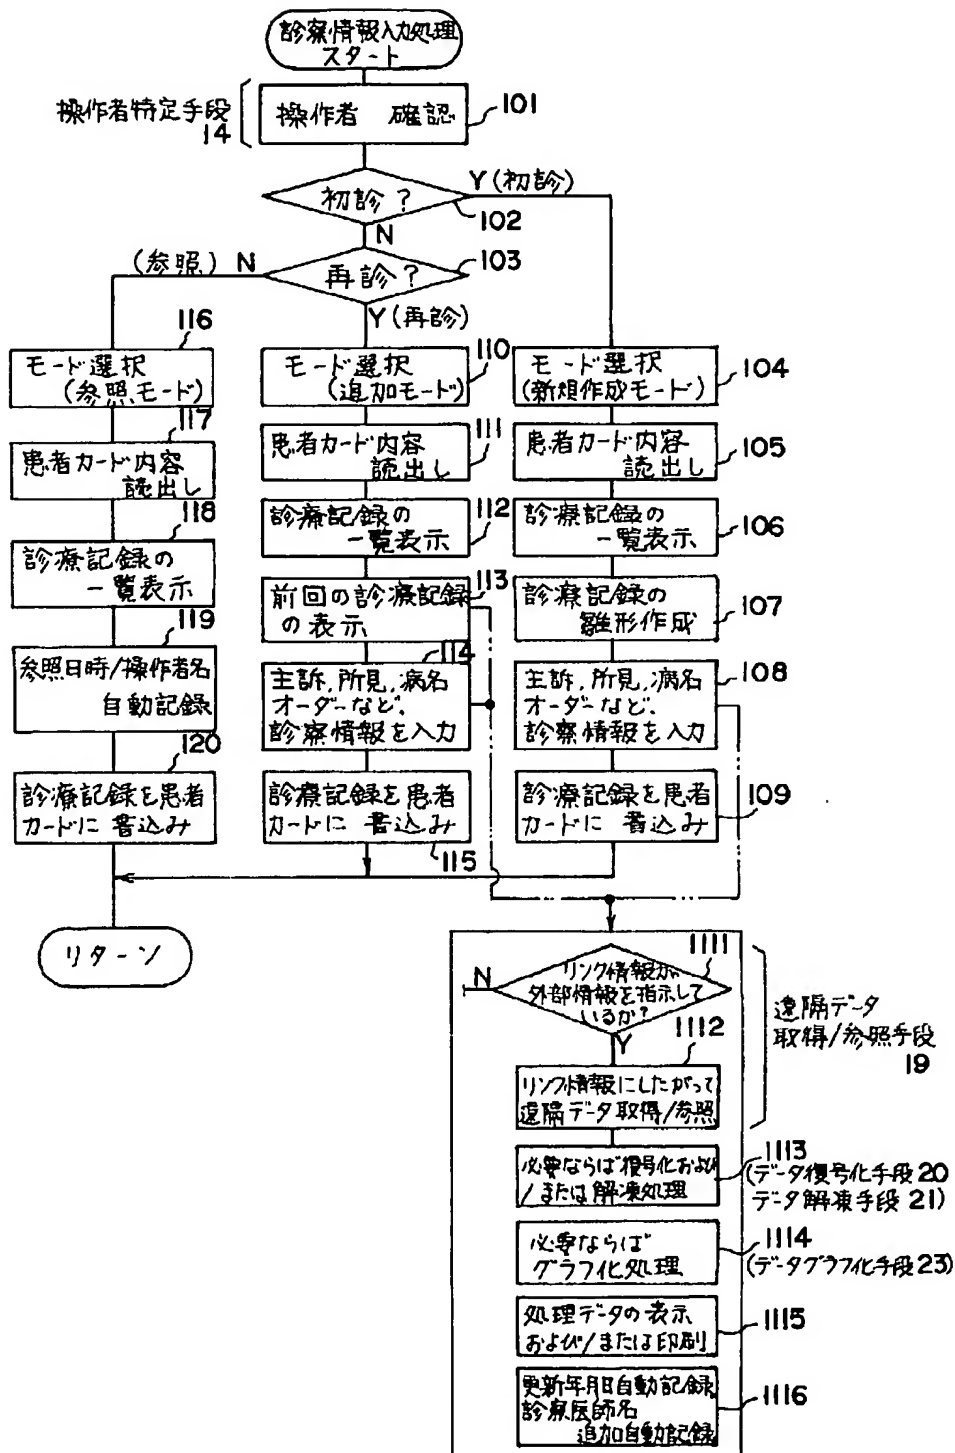 診察情報入力処理
スタート
操作者特定手段
14
操作者 確認
101
初診?
Y(初診)
102
N
再診?
103
(参照) N
Y(再診)
116
モード選択
(参照モード)
117
患者カード内容
読出し
118
診療記録の
一覧表示
119
参照日時/操作者名
自動記録
120
診療記録を患者
カードに書込み
リターン
モード選択
(追加モード)
110
患者カード内容
読出し
111
診療記録の
一覧表示
112
前回の診療記録
の表示
113
114
主訴,所見,病名
オーダーなど、
診察情報を入力
診療記録を患者
カードに書込み
115
モード選択
(新規作成モード)
104
患者カード内容
読出し
105
診療記録の
一覧表示
106
診療記録の
雛形作成
107
主訴,所見,病名
オーダーなど、
診察情報を入力
108
診療記録を患者
カードに書込み
109
1111
リンク情報が
外部情報を指示して
いるか?
N
Y
遠隔データ
取得/参照手段
19
1112
リンク情報にしたがって
遠隔データ取得/参照
必要ならば復号化および
/または解凍処理
1113
(データ復号化手段20
データ解凍手段21)
必要ならば
グラフ化処理
1114
(データグラフ化手段23)
処理データの表示
および/または印刷
1115
更新年月日自動記録
診察医師名
追加自動記録
1116